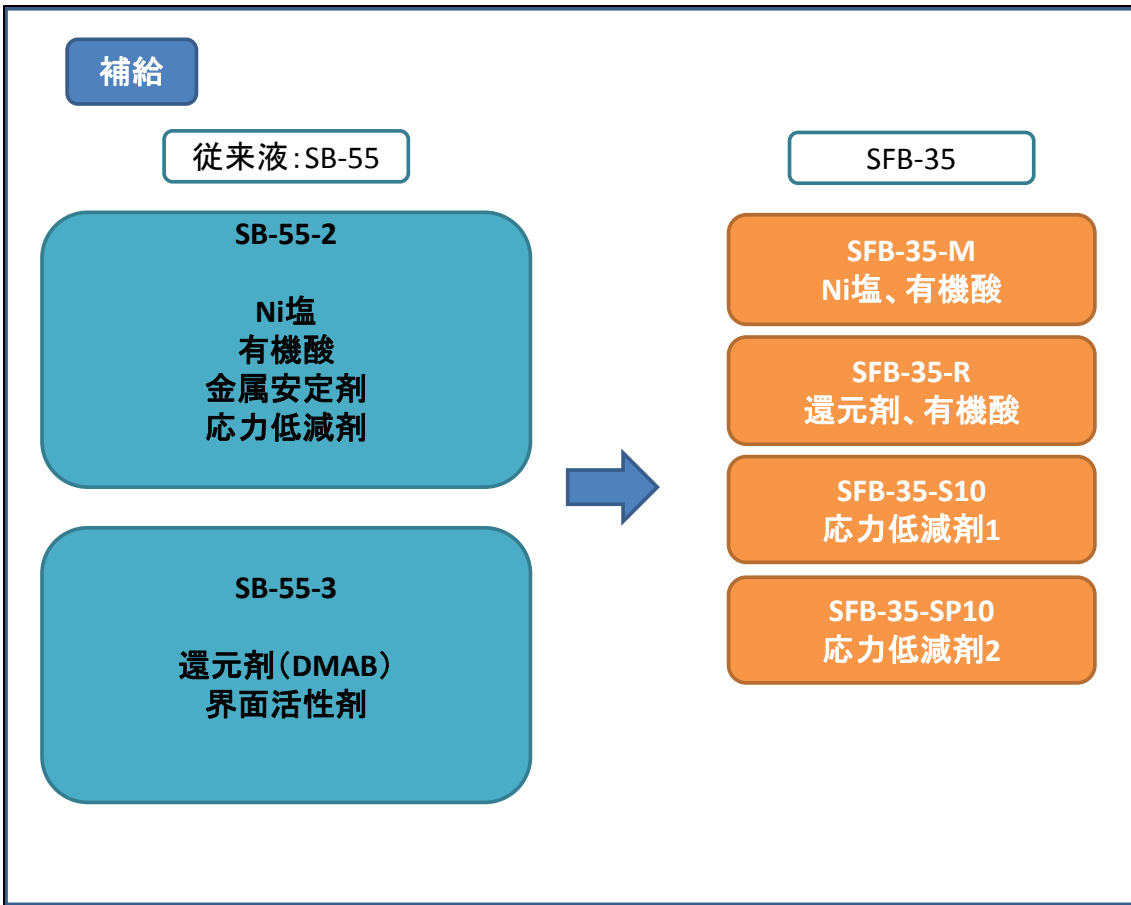 補給
従来液:SB-55
SB-55-2
Ni塩
有機酸
金属安定剤
応力低減剤
SB-55-3
還元剤(DMAB)
界面活性剤
SFB-35
SFB-35-M
Ni塩、有機酸
SFB-35-R
還元剤、有機酸
SFB-35-S10
応力低減剤1
SFB-35-SP10
応力低減剤2